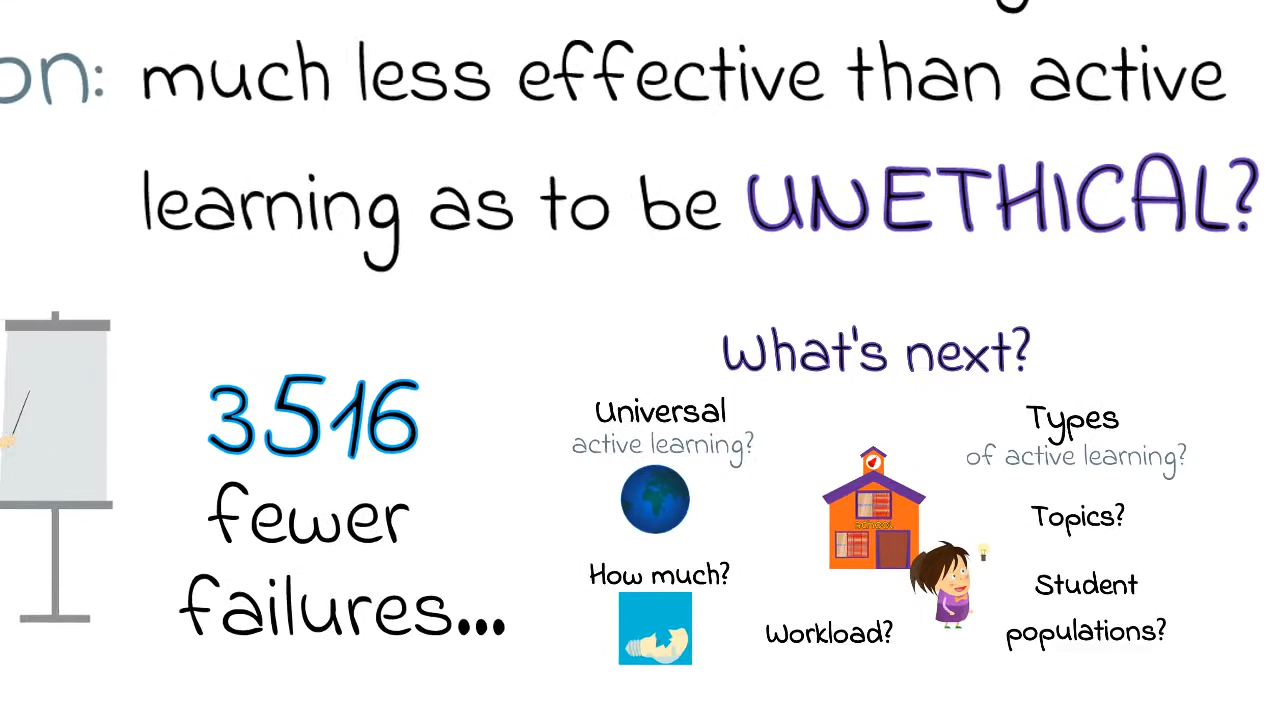 on: much less effective than active
learning as to be UNETHICAL?
3516
fewer
failures...
What's next?
Universal
active learning?
How much?
Workload?
SCHOOL
Types
of active learning?
Topics?
Student
populations?